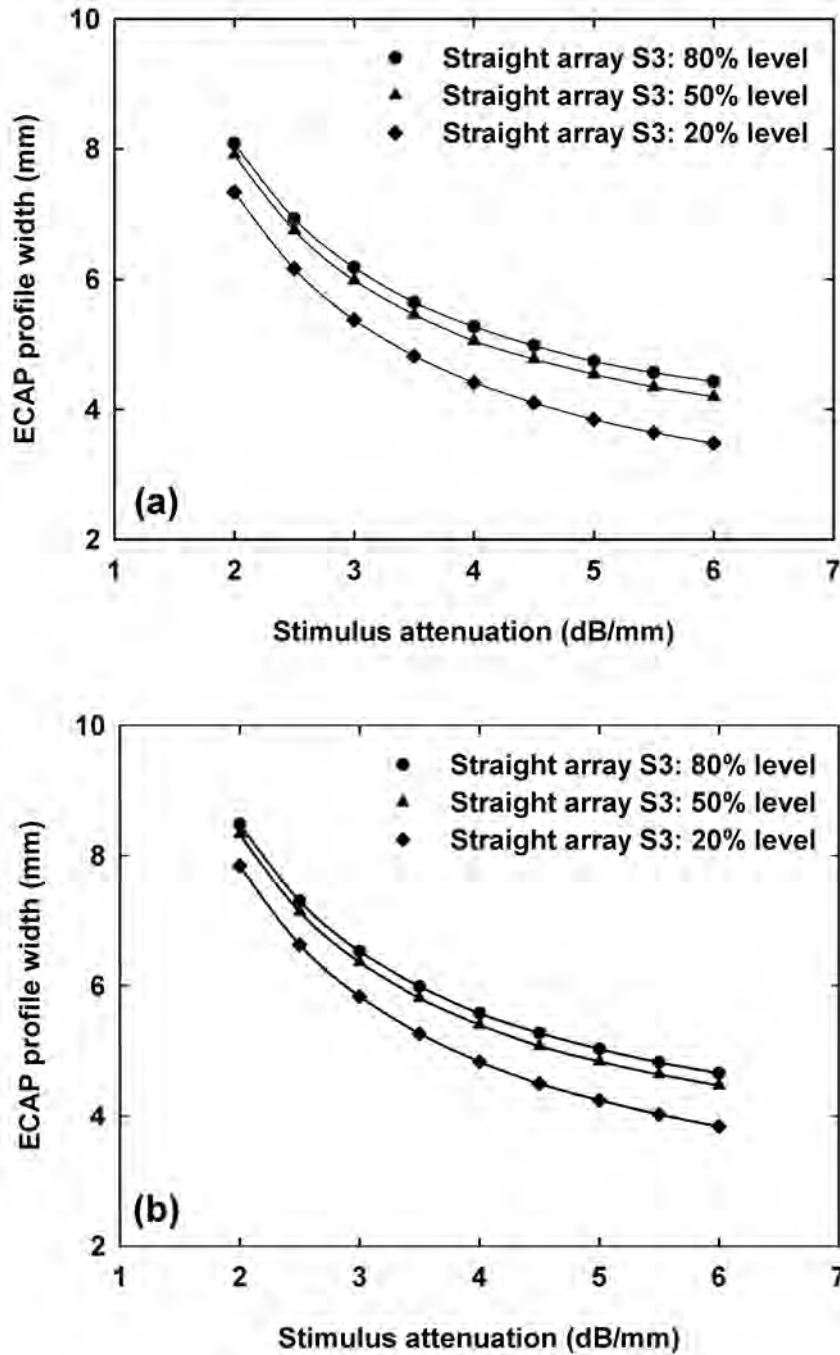 10
8
6
4
2
ECAP profile width (mm)
Straight array S3: 80% level
Straight array S3: 50% level
Straight array S3: 20% level
(a)
1 2 3 4 5 6 7
Stimulus attenuation (dB/mm)
10
8
6
4
2
ECAP profile width (mm)
Straight array S3: 80% level
Straight array S3: 50% level
Straight array S3: 20% level
(b)
1 2 3 4 5 6 7
Stimulus attenuation (dB/mm)